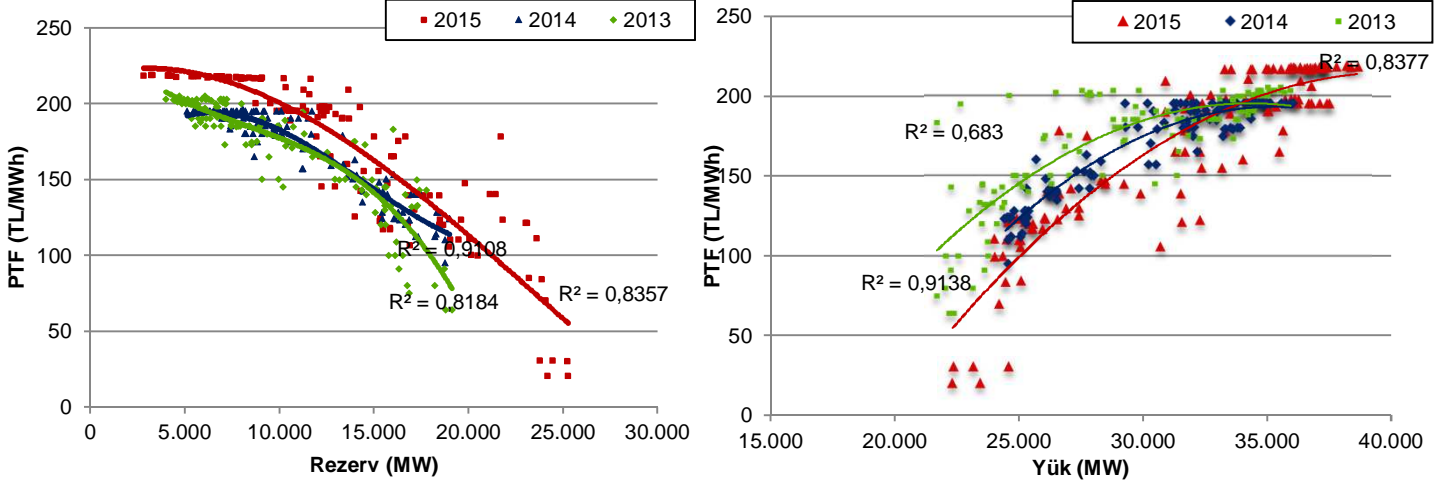 2015 2014 2013
250
200
150
100
50
0
PTF (TL/MWh)
R² = 0,9108
R² = 0,8184
R² = 0,8357
0 5.000 10.000 15.000 20.000 25.000 30.000
Rezerv (MW)
2015 2014 2013
250
200
150
100
50
0
PTF (TL/MWh)
R² = 0,8377
R² = 0,683
R² = 0,9138
15.000 20.000 25.000 30.000 35.000 40.000
Yük (MW)